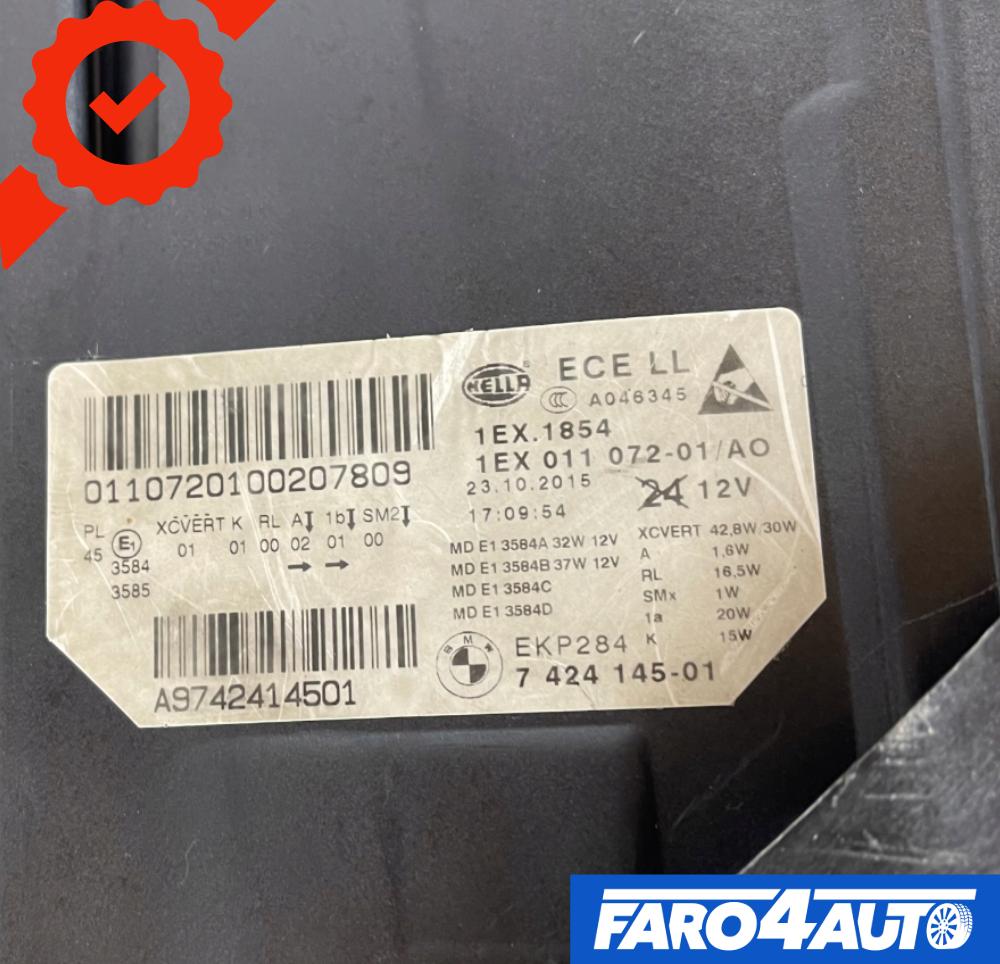 0110720100207809
PL XCVERT K RL A 1b SM2
45 E1 01 01 00 02 01 00
3584
3585
A9742414501
HELLA
ECE LL
CCC A046345
1EX.1854
1EX 011 072-01/AO
23.10.2015
24 12V
17:09:54
MD E1 3584A 32W 12V
MD E1 3584B 37W 12V
MD E1 3584C
MD E1 3584D
XCVERT 42,8W/30W
A 1,6W
RL 16,5W
SMx 1W
1a 20W
K 15W
BMW
EKP284
7 424 145-01
FARO4AUTO